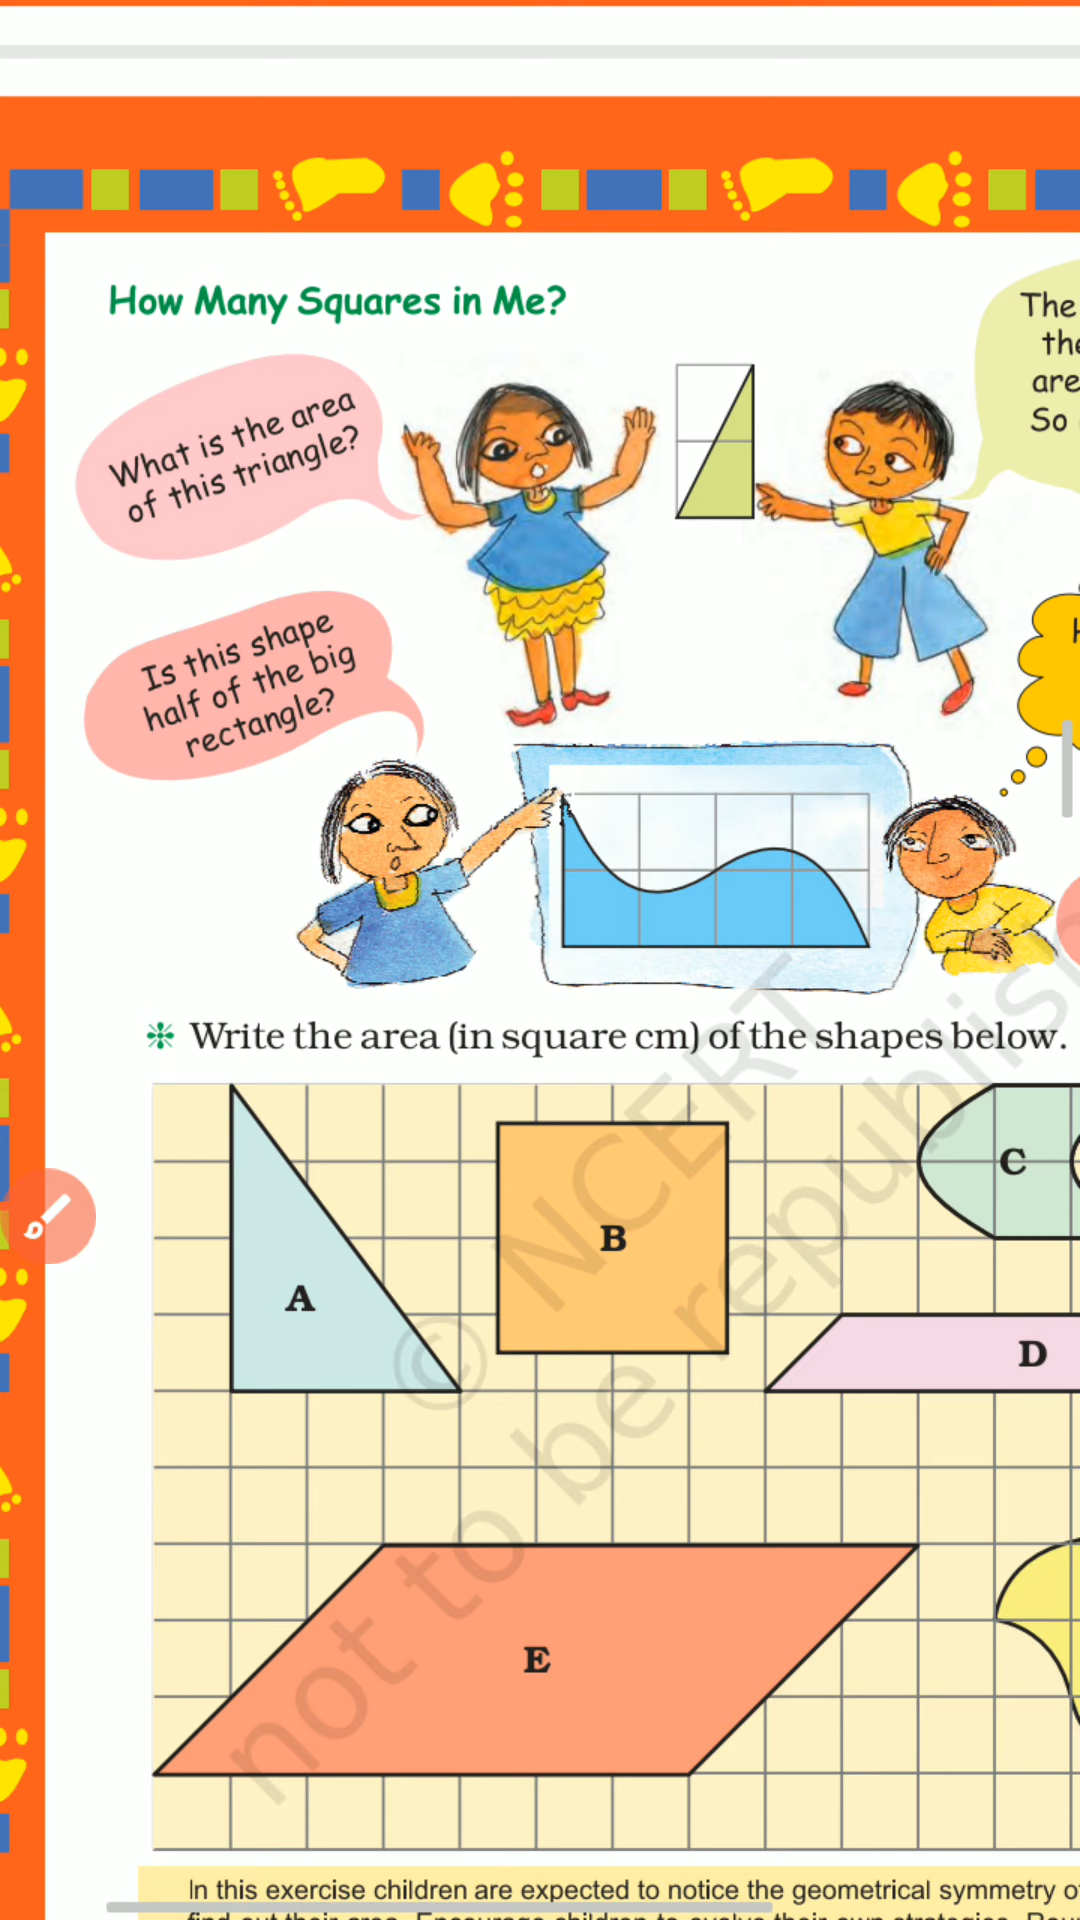 How Many Squares in Me?
What is the area
of this triangle?
The
the
are
So
Is this shape
half of the big
rectangle?
Write the area (in square cm) of the shapes below.
A
B
C
D
E
© NCERT
not to be republish
In this exercise children are expected to notice the geometrical symmetry of